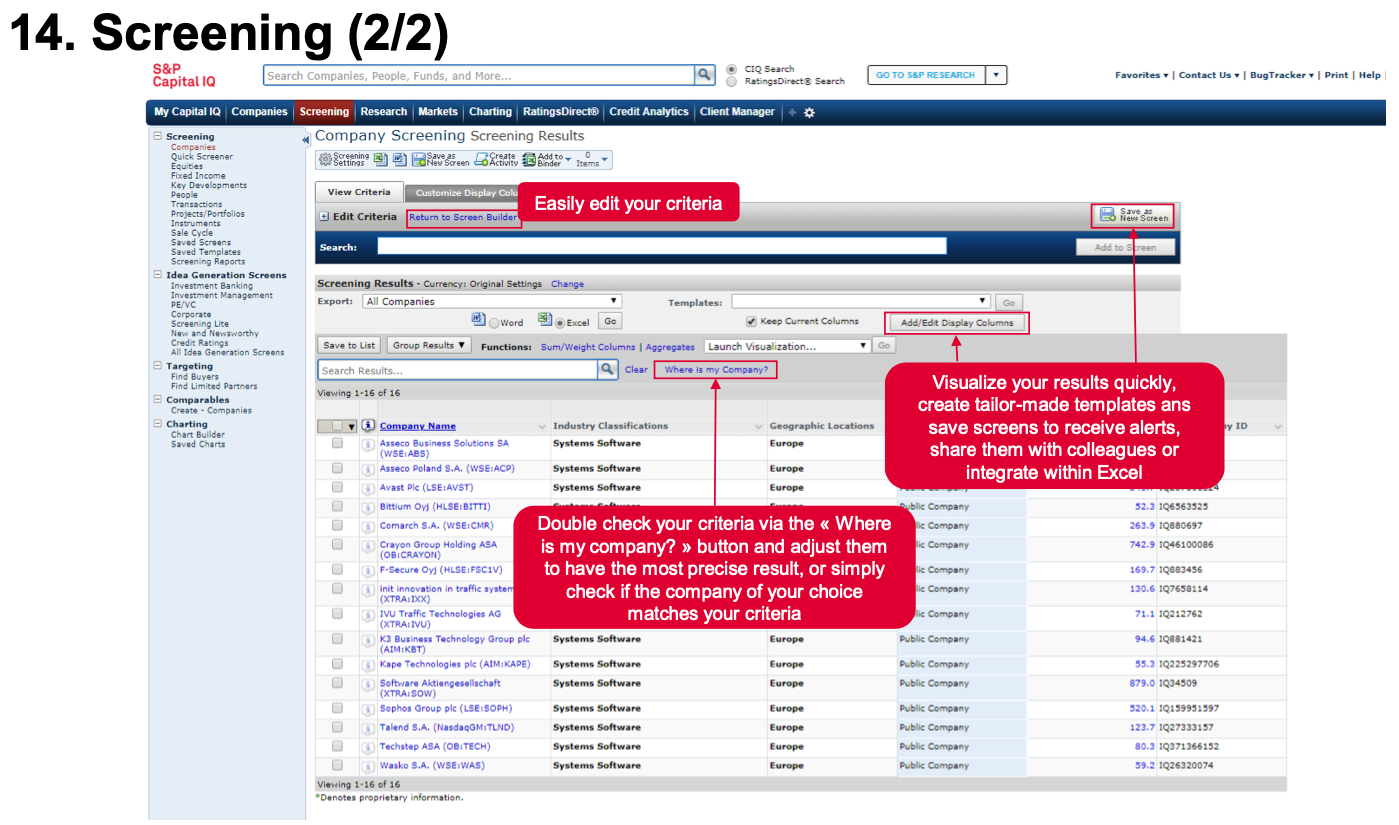 14. Screening (2/2)
S&P
Capital IQ
Search Companies, People, Funds, and More...
CIQ Search
RatingsDirect® Search
GO TO S&P RESEARCH
Favorites | Contact Us | BugTracker | Print | Help |
My Capital IQ | Companies | Screening | Research | Markets | Charting | RatingsDirect® | Credit Analytics | Client Manager
Screening
Companies
Quick Screener
Equities
Fixed Income
Key Developments
People
Transactions
Projects/Portfolios
Instruments
Sale Cycle
Saved Screens
Saved Templates
Screening Reports
Idea Generation Screens
Investment Banking
Investment Management
PE/VC
Corporate
Screening Lite
New and Newsworthy
Credit Ratings
All Idea Generation Screens
Targeting
Find Buyers
Find Limited Partners
Comparables
Create - Companies
Charting
Chart Builder
Saved Charts
Company Screening Screening Results
Screening Settings Save as New Screen Create Activity Add to Binder 0 Items
View Criteria Customize Display Colu
Easily edit your criteria
Edit Criteria Return to Screen Builder
Save as
New Screen
Search: Add to Screen
Screening Results - Currency: Original Settings Change
Export: All Companies Templates: Go
Word Excel Go Keep Current Columns Add/Edit Display Columns
Save to List Group Results Functions: Sum/Weight Columns | Aggregates Launch Visualization... Go
Search Results... Clear Where is my Company?
Viewing 1-16 of 16
Visualize your results quickly,
create tailor-made templates ans
save screens to receive alerts,
share them with colleagues or
integrate within Excel
Company Name Industry Classifications Geographic Locations y ID
Asseco Business Solutions SA Systems Software Europe
(WSE:ABS)
Asseco Poland S.A. (WSE:ACP) Systems Software Europe
Avast Plc (LSE:AVST) Systems Software Europe
Bittium Oyj (HLSE:BITTI) Systems Software Europe Public Company 52.3 IQ6563525
Double check your criteria via the « Where
is my company? » button and adjust them
to have the most precise result, or simply
check if the company of your choice
matches your criteria
Comarch S.A. (WSE:CMR) lic Company 263.9 IQ880697
Crayon Group Holding ASA lic Company 742.9 IQ46100086
(OB:CRAYON)
F-Secure Oyj (HLSE:FSC1V) lic Company 169.7 IQ883456
init innovation in traffic system lic Company 130.6 IQ7658114
(XTRA:IXX)
IVU Traffic Technologies AG lic Company 71.1 IQ212762
(XTRA:IVU)
K3 Business Technology Group plc Systems Software Europe Public Company 94.6 IQ881421
(AIM:KBT)
Kape Technologies plc (AIM:KAPE) Systems Software Europe Public Company 55.3 IQ225297706
Software Aktiengesellschaft Systems Software Europe Public Company 879.0 IQ34509
(XTRA:SOW)
Sophos Group plc (LSE:SOPH) Systems Software Europe Public Company 520.1 IQ159951597
Talend S.A. (NasdaqGM:TLND) Systems Software Europe Public Company 123.7 IQ27333157
Techstep ASA (OB:TECH) Systems Software Europe Public Company 80.3 IQ371366152
Wasko S.A. (WSE:WAS) Systems Software Europe Public Company 59.2 IQ26320074
Viewing 1-16 of 16
*Denotes proprietary information.